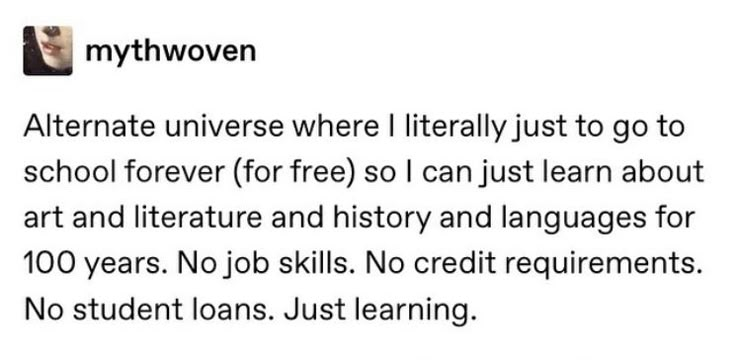 mythwoven
Alternate universe where I literally just to go to
school forever (for free) so I can just learn about
art and literature and history and languages for
100 years. No job skills. No credit requirements.
No student loans. Just learning.